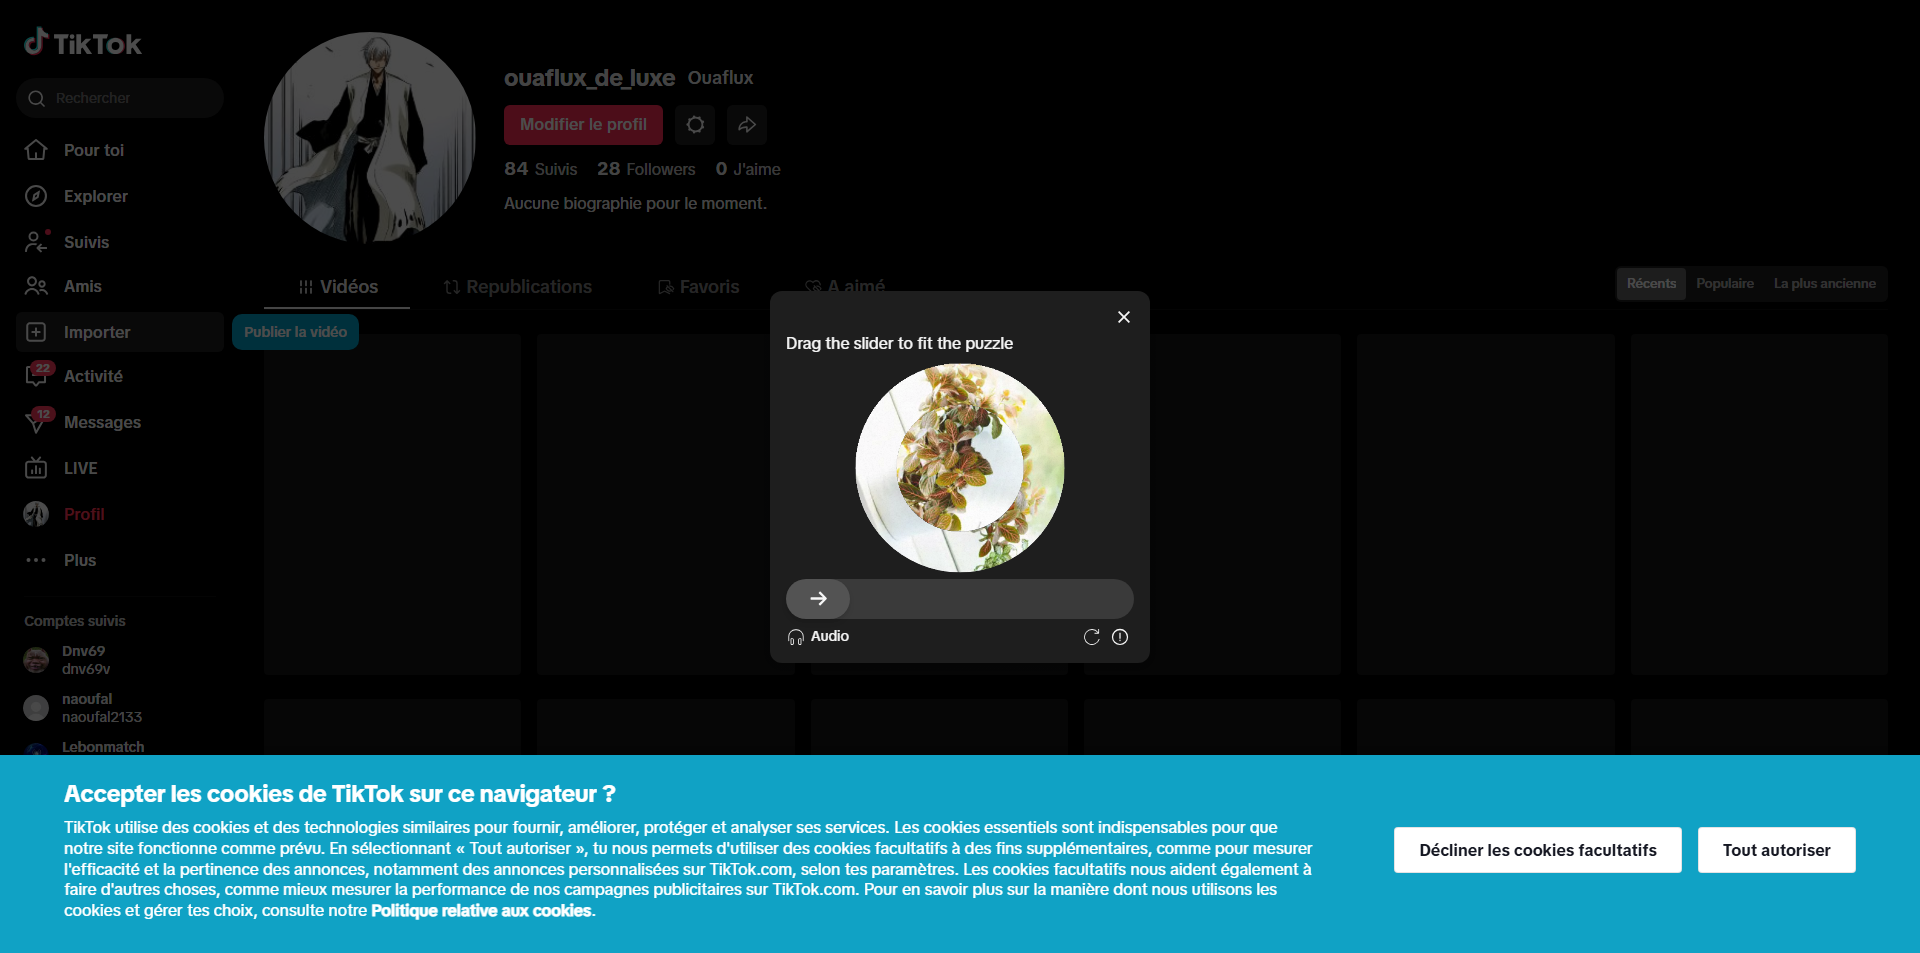 TikTok
Rechercher
Pour toi
Explorer
Suivis
Amis
Importer
Publier la vidéo
22
Activité
12
Messages
LIVE
Profil
Plus
Comptes suivis
Dnv69
dnv69v
naoufal
naoufal2133
Lebonmatch
ouaflux_de_luxe Ouaflux
Modifier le profil
84 Suivis 28 Followers 0 J'aime
Aucune biographie pour le moment.
Vidéos Republications Favoris A aimé
Récents Populaire La plus ancienne
Drag the slider to fit the puzzle
Audio
Accepter les cookies de TikTok sur ce navigateur ?
TikTok utilise des cookies et des technologies similaires pour fournir, améliorer, protéger et analyser ses services. Les cookies essentiels sont indispensables pour que
notre site fonctionne comme prévu. En sélectionnant « Tout autoriser », tu nous permets d'utiliser des cookies facultatifs à des fins supplémentaires, comme pour mesurer
l'efficacité et la pertinence des annonces, notamment des annonces personnalisées sur TikTok.com, selon tes paramètres. Les cookies facultatifs nous aident également à
faire d'autres choses, comme mieux mesurer la performance de nos campagnes publicitaires sur TikTok.com. Pour en savoir plus sur la manière dont nous utilisons les
cookies et gérer tes choix, consulte notre Politique relative aux cookies.
Décliner les cookies facultatifs
Tout autoriser